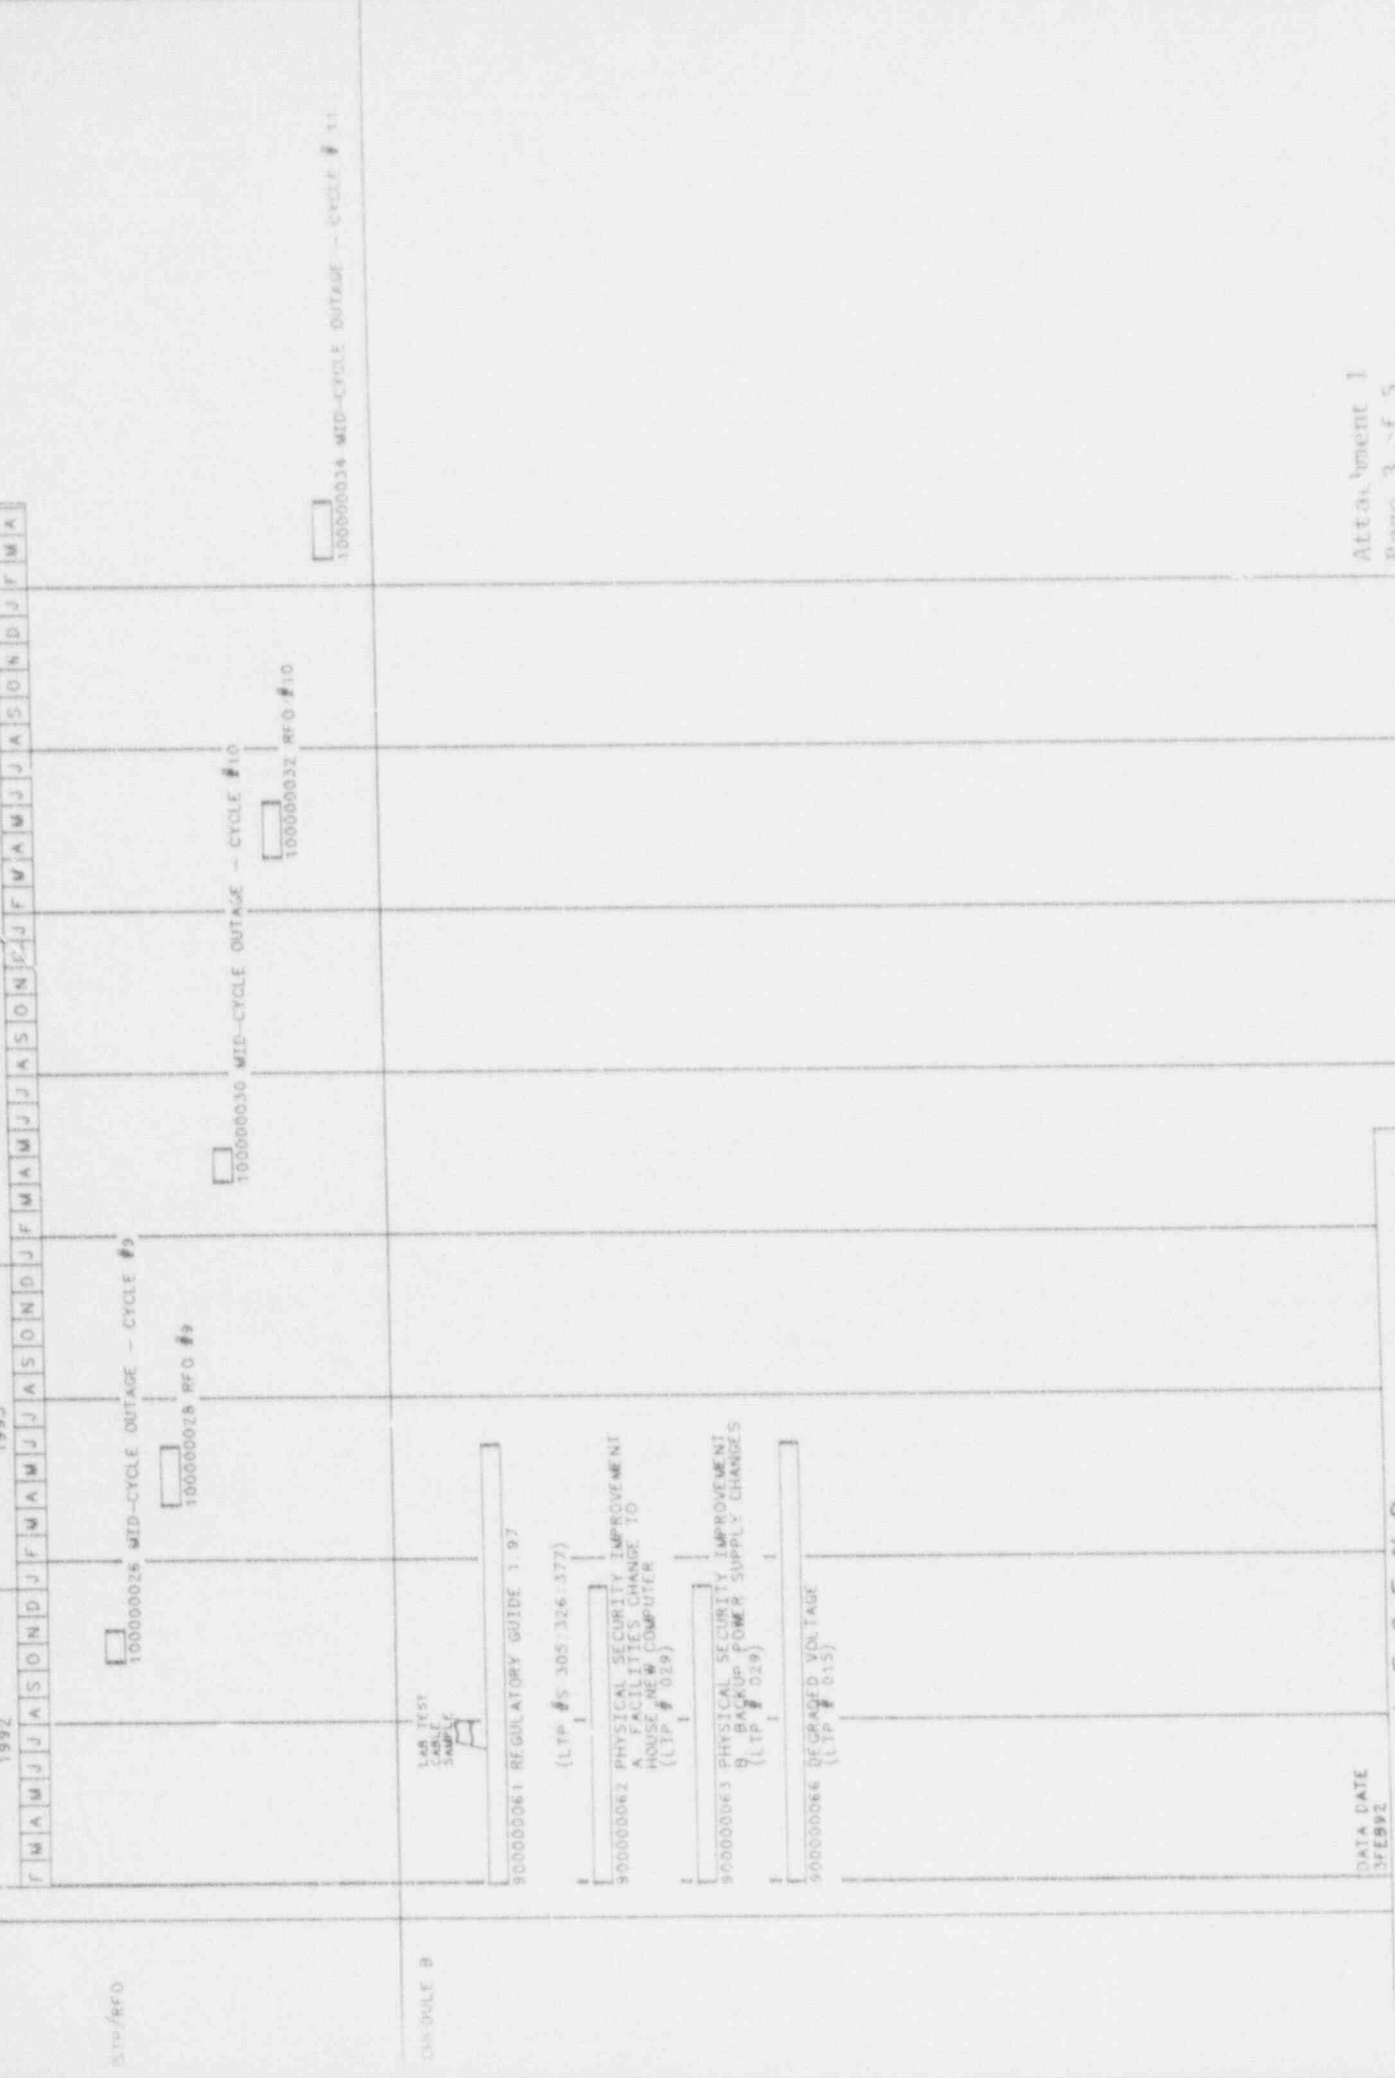 1992
F M A M J J A S O N D J F M A M J J A S O N D J F M A M J J A S O N D J F M A M J J A S O N D J F M A
100000026 MID-CYCLE OUTAGE - CYCLE #9
100000028 RFO #9
100000030 MID-CYCLE OUTAGE - CYCLE #10
100000032 RFO #10
100000034 MID-CYCLE OUTAGE - CYCLE # 11
LAB TEST
CABLE
SAMPLE
900000061 REGULATORY GUIDE 1.97
(LTP #S 305:326:377)
900000062 PHYSICAL SECURITY IMPROVEMENT
A. FACILITIES CHANGE TO
HOUSE NEW COMPUTER
(LTP # 029)
900000063 PHYSICAL SECURITY IMPROVEMENT
B. BACKUP POWER SUPPLY CHANGES
(LTP # 029)
900000066 DEGRADED VOLTAGE
(LTP # 015)
DATA DATE
3FEB92
Attachment 1
3 of 5